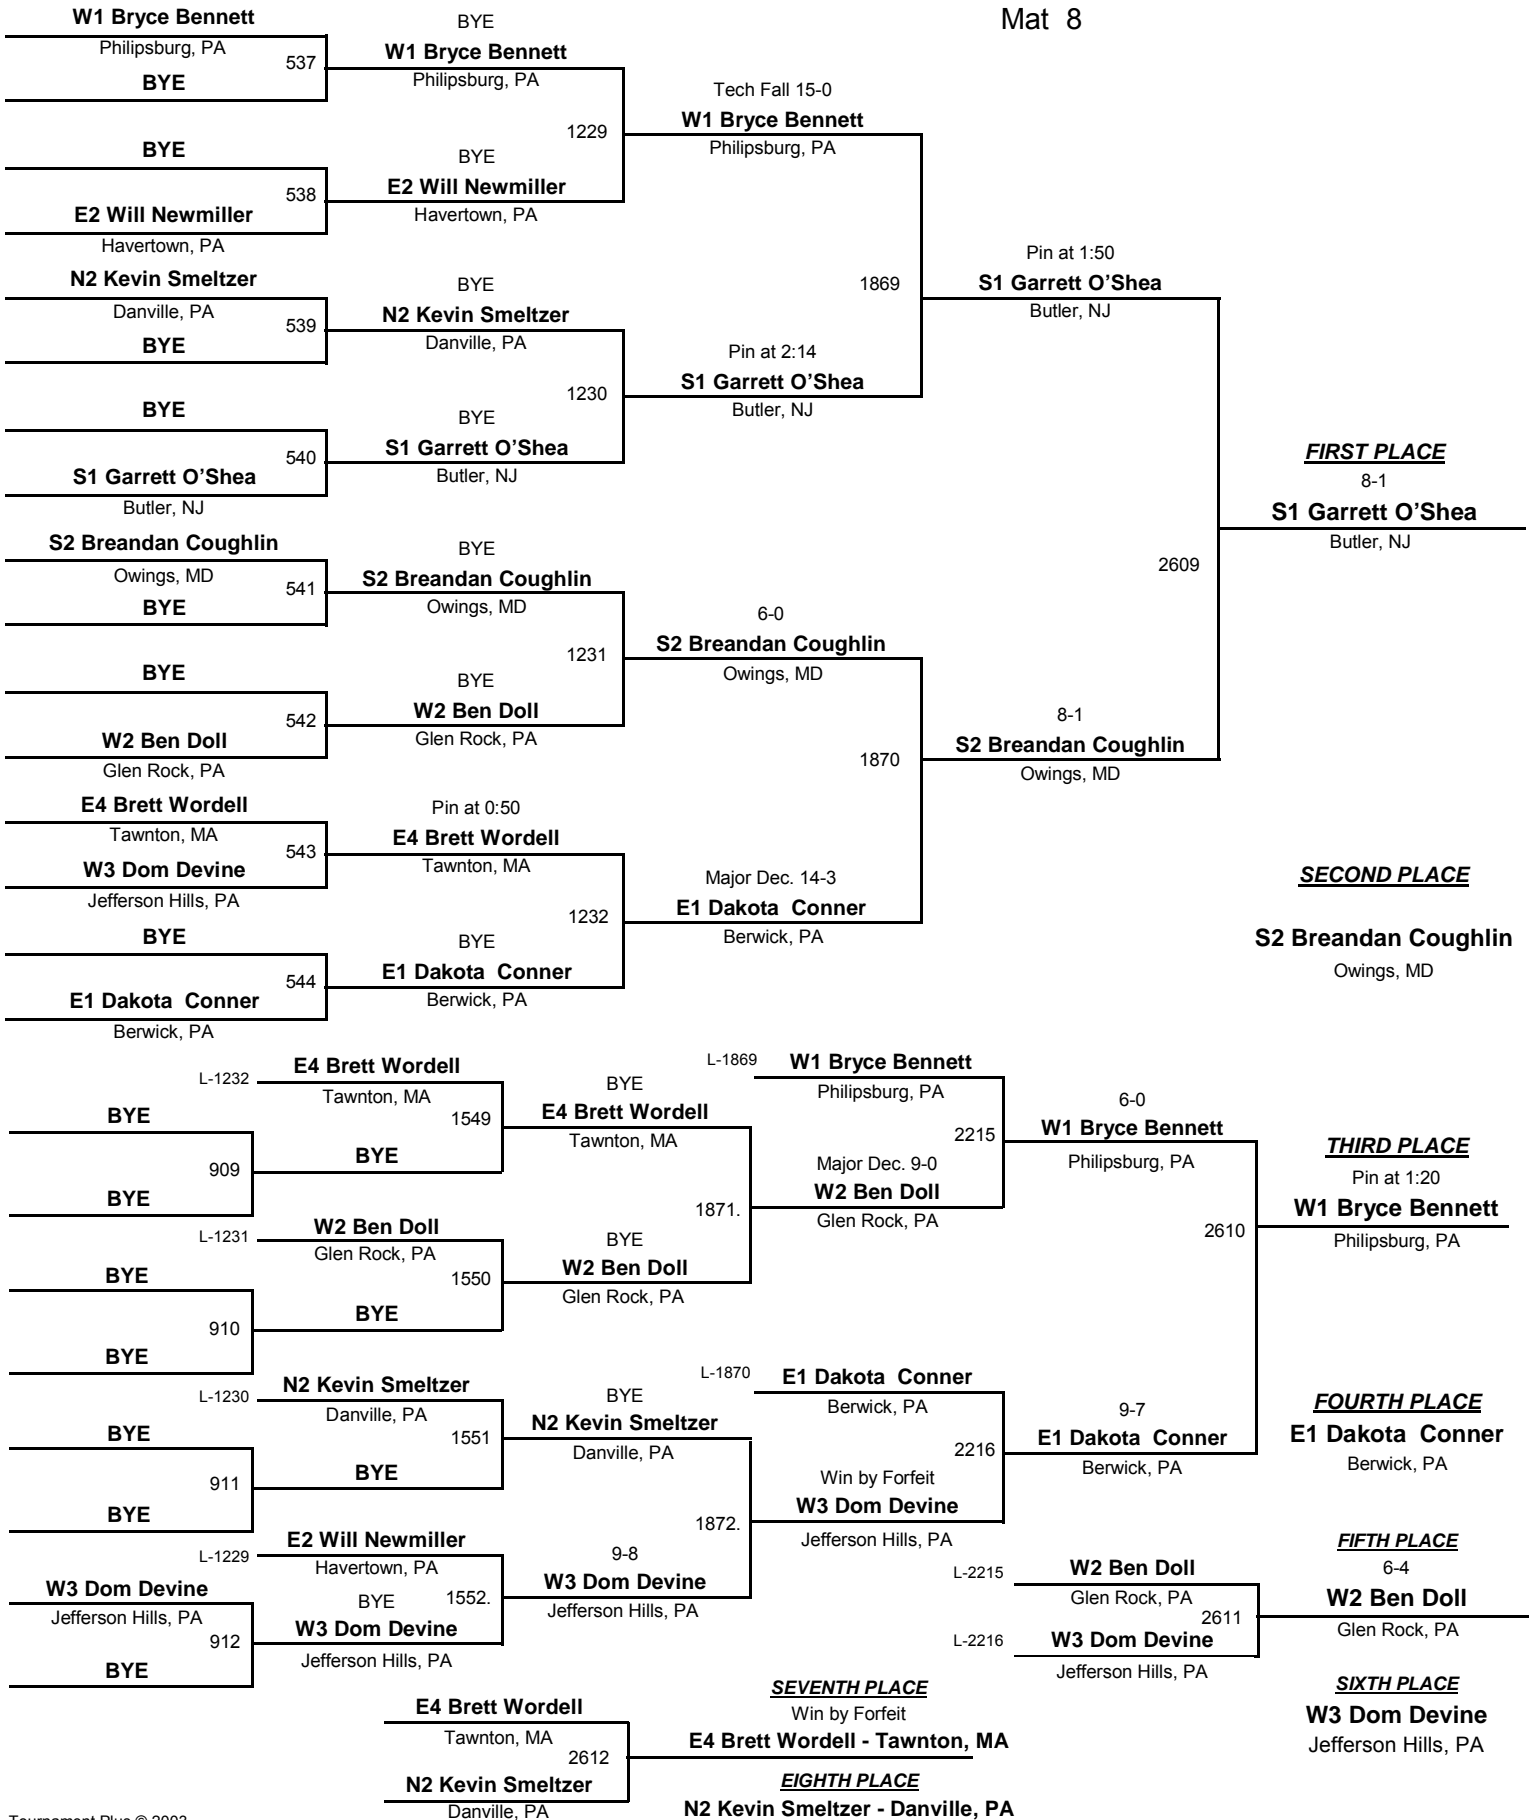 Mat 8
W1 Bryce Bennett
Philipsburg, PA
537
BYE
BYE
538
E2 Will Newmiller
Havertown, PA
N2 Kevin Smeltzer
Danville, PA
539
BYE
BYE
540
S1 Garrett O'Shea
Butler, NJ
S2 Breandan Coughlin
Owings, MD
541
BYE
BYE
542
W2 Ben Doll
Glen Rock, PA
E4 Brett Wordell
Tawnton, MA
543
W3 Dom Devine
Jefferson Hills, PA
BYE
544
E1 Dakota Conner
Berwick, PA
BYE
W1 Bryce Bennett
Philipsburg, PA
1229
BYE
E2 Will Newmiller
Havertown, PA
BYE
N2 Kevin Smeltzer
Danville, PA
1230
BYE
S1 Garrett O'Shea
Butler, NJ
BYE
S2 Breandan Coughlin
Owings, MD
1231
BYE
W2 Ben Doll
Glen Rock, PA
Pin at 0:50
E4 Brett Wordell
Tawnton, MA
1232
BYE
E1 Dakota Conner
Berwick, PA
Tech Fall 15-0
W1 Bryce Bennett
Philipsburg, PA
1869
Pin at 2:14
S1 Garrett O'Shea
Butler, NJ
6-0
S2 Breandan Coughlin
Owings, MD
1870
Major Dec. 14-3
E1 Dakota Conner
Berwick, PA
Pin at 1:50
S1 Garrett O'Shea
Butler, NJ
2609
8-1
S2 Breandan Coughlin
Owings, MD
FIRST PLACE
8-1
S1 Garrett O'Shea
Butler, NJ
SECOND PLACE
S2 Breandan Coughlin
Owings, MD
BYE
909
BYE
BYE
910
BYE
BYE
911
BYE
W3 Dom Devine
Jefferson Hills, PA
912
BYE
L-1232
E4 Brett Wordell
Tawnton, MA
1549
BYE
L-1231
W2 Ben Doll
Glen Rock, PA
1550
BYE
L-1230
N2 Kevin Smeltzer
Danville, PA
1551
BYE
L-1229
E2 Will Newmiller
Havertown, PA
BYE
1552.
W3 Dom Devine
Jefferson Hills, PA
BYE
E4 Brett Wordell
Tawnton, MA
1871.
BYE
W2 Ben Doll
Glen Rock, PA
BYE
N2 Kevin Smeltzer
Danville, PA
1872.
9-8
W3 Dom Devine
Jefferson Hills, PA
L-1869
W1 Bryce Bennett
Philipsburg, PA
2215
Major Dec. 9-0
W2 Ben Doll
Glen Rock, PA
L-1870
E1 Dakota Conner
Berwick, PA
2216
Win by Forfeit
W3 Dom Devine
Jefferson Hills, PA
6-0
W1 Bryce Bennett
Philipsburg, PA
2610
9-7
E1 Dakota Conner
Berwick, PA
THIRD PLACE
Pin at 1:20
W1 Bryce Bennett
Philipsburg, PA
FOURTH PLACE
E1 Dakota Conner
Berwick, PA
L-2215
W2 Ben Doll
Glen Rock, PA
2611
L-2216
W3 Dom Devine
Jefferson Hills, PA
FIFTH PLACE
6-4
W2 Ben Doll
Glen Rock, PA
SIXTH PLACE
W3 Dom Devine
Jefferson Hills, PA
E4 Brett Wordell
Tawnton, MA
2612
N2 Kevin Smeltzer
Danville, PA
SEVENTH PLACE
Win by Forfeit
E4 Brett Wordell - Tawnton, MA
EIGHTH PLACE
N2 Kevin Smeltzer - Danville, PA
Tournament Plus © 2003